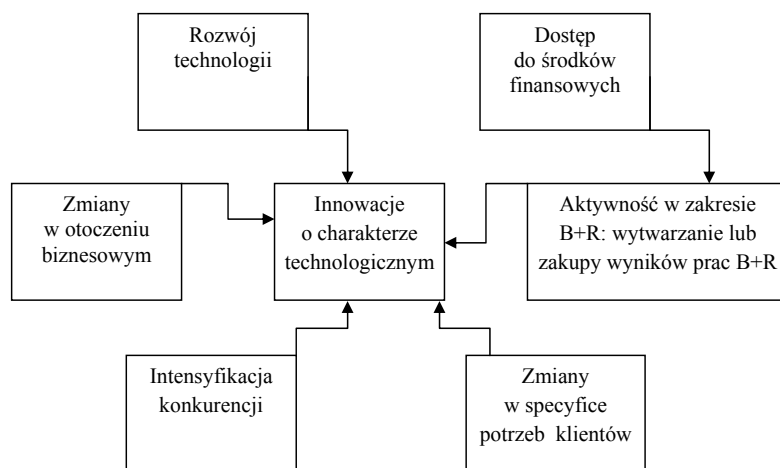 Rozwój
technologii
Dostęp
do środków
finansowych
Zmiany
w otoczeniu
biznesowym
Innowacje
o charakterze
technologicznym
Aktywność w zakresie
B+R: wytwarzanie lub
zakupy wyników prac B+R
Intensyfikacja
konkurencji
Zmiany
w specyfice
potrzeb klientów